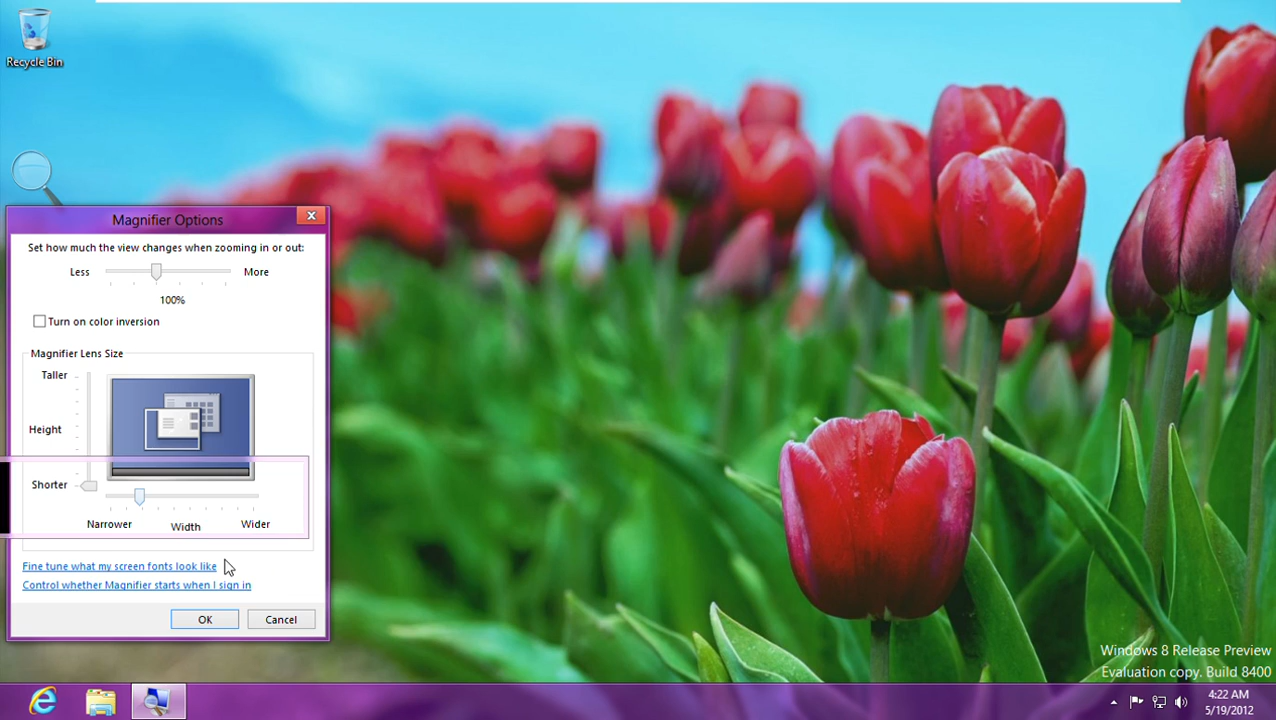 Recycle Bin
Magnifier Options
Set how much the view changes when zooming in or out:
Less
More
100%
Turn on color inversion
Magnifier Lens Size
Taller
Height
Shorter
Narrower
Width
Wider
Fine tune what my screen fonts look like
Control whether Magnifier starts when I sign in
OK
Cancel
Windows 8 Release Preview
Evaluation copy. Build 8400
4:22 AM
5/19/2012